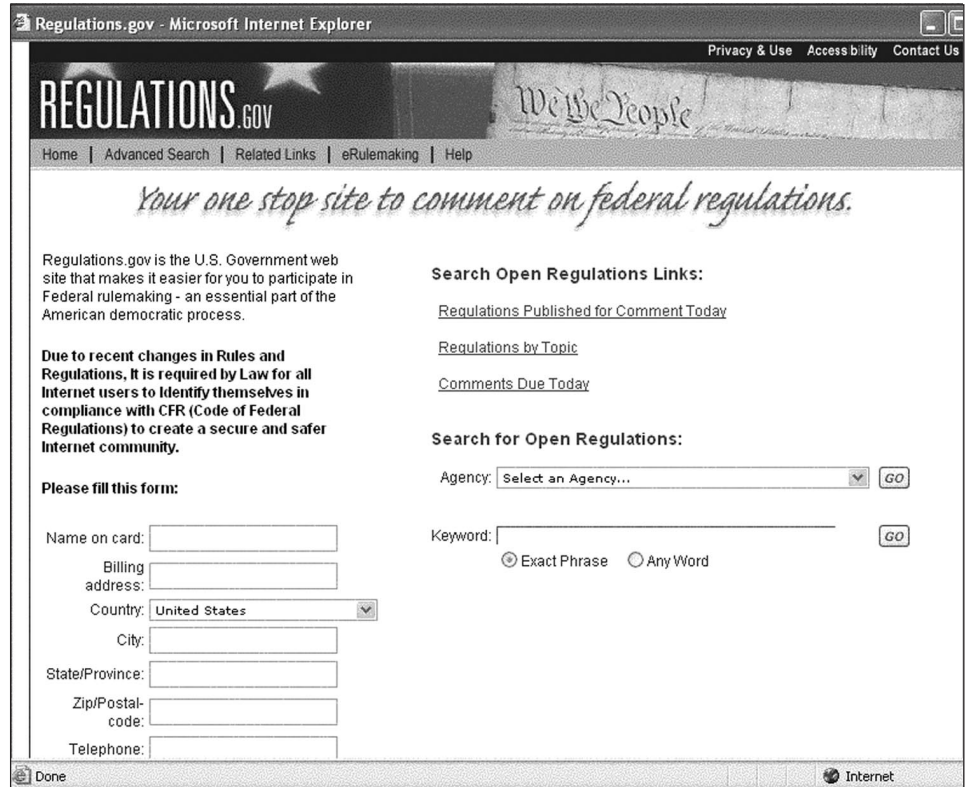 Regulations.gov - Microsoft Internet Explorer
Privacy & Use Accessibility Contact Us
REGULATIONS.GOV
We the People
Home | Advanced Search | Related Links | eRulemaking | Help
Your one stop site to comment on federal regulations.
Regulations.gov is the U.S. Government web
site that makes it easier for you to participate in
Federal rulemaking - an essential part of the
American democratic process.
Due to recent changes in Rules and
Regulations, It is required by Law for all
Internet users to Identify themselves in
compliance with CFR (Code of Federal
Regulations) to create a secure and safer
Internet community.
Please fill this form:
Name on card:
Billing
address:
Country: United States
City:
State/Province:
Zip/Postal-
code:
Telephone:
Search Open Regulations Links:
Regulations Published for Comment Today
Regulations by Topic
Comments Due Today
Search for Open Regulations:
Agency: Select an Agency... GO
Keyword: GO
Exact Phrase Any Word
Done Internet